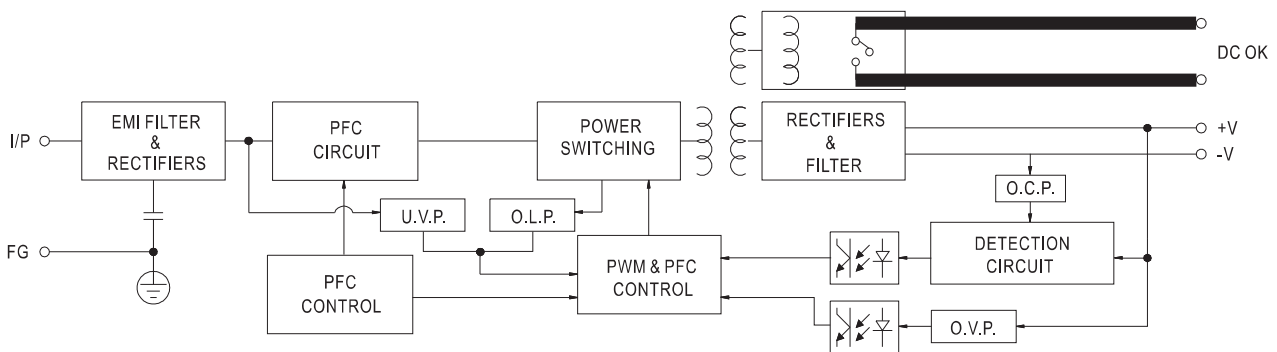 DC OK
I/P
EMI FILTER
&
RECTIFIERS
PFC
CIRCUIT
POWER
SWITCHING
RECTIFIERS
&
FILTER
+V
-V
O.C.P.
U.V.P.
O.L.P.
FG
DETECTION
CIRCUIT
PFC
CONTROL
PWM & PFC
CONTROL
O.V.P.